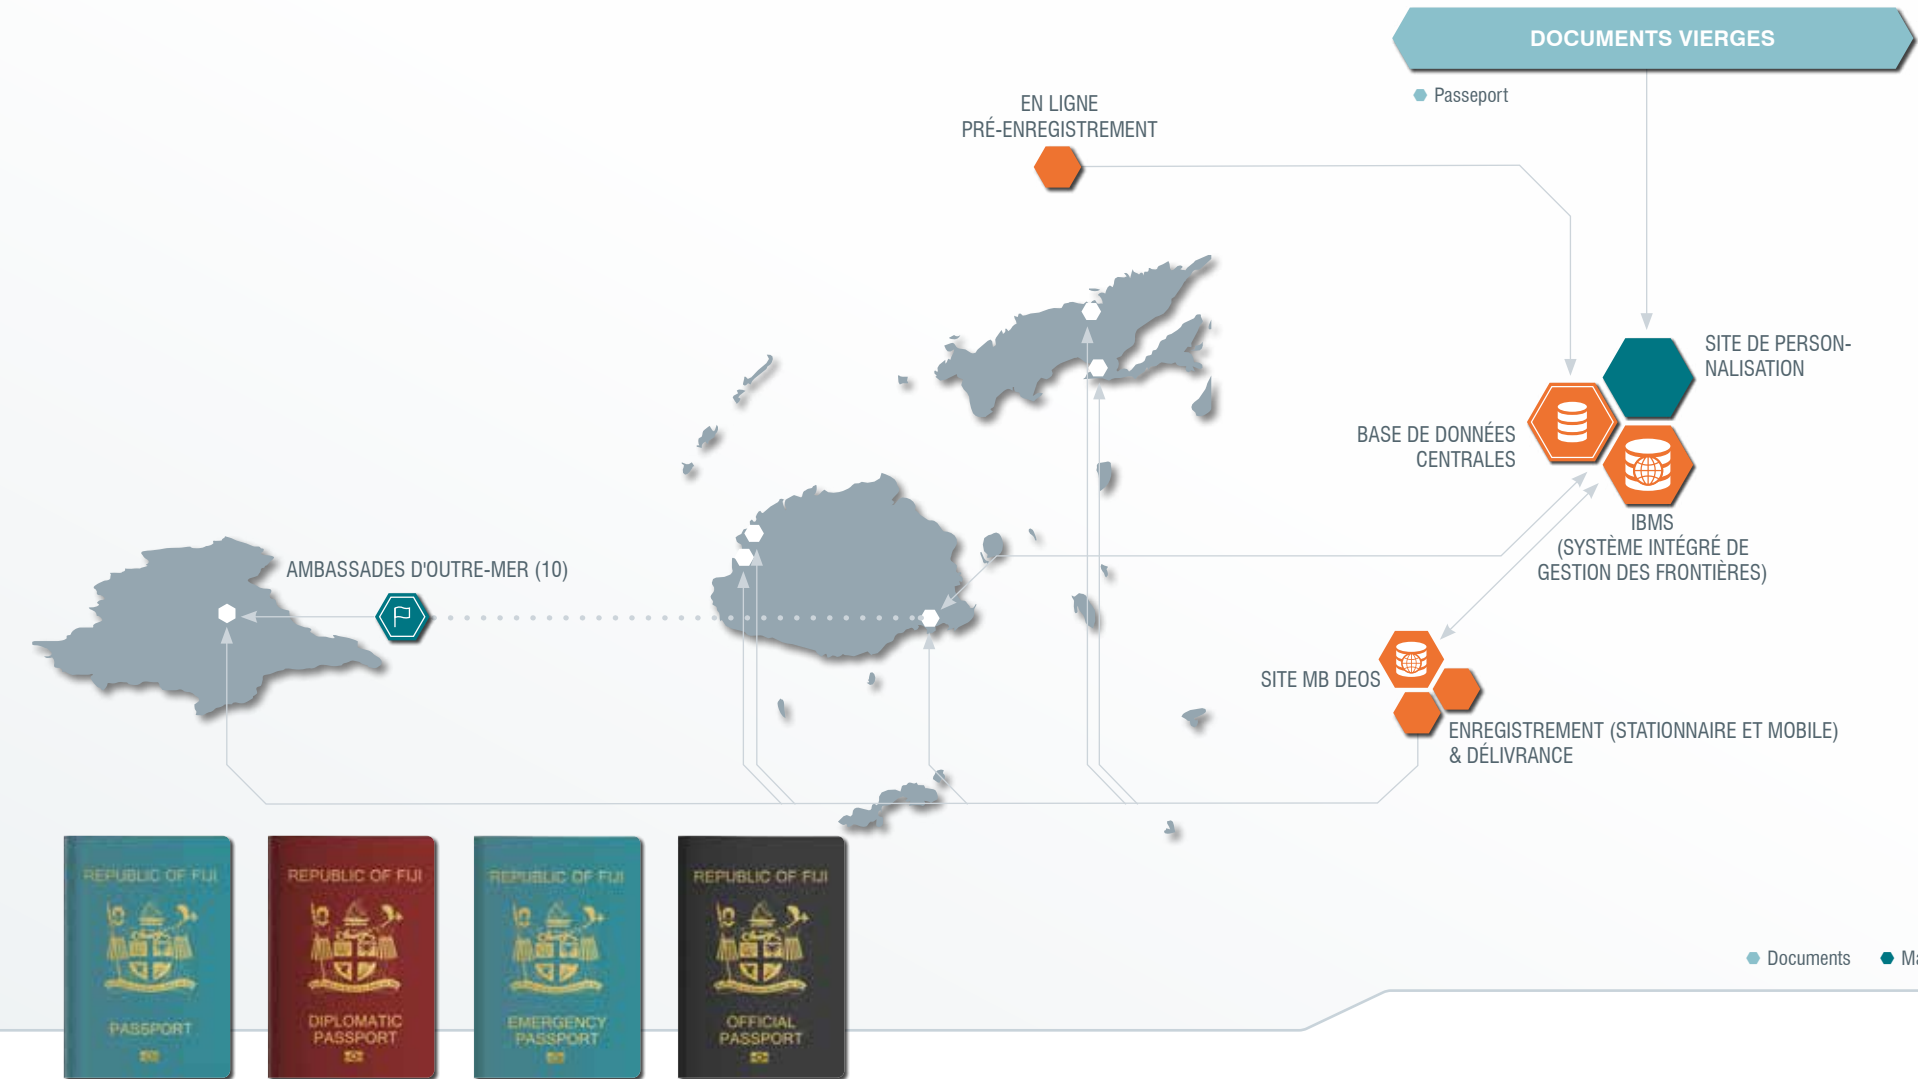 DOCUMENTS VIERGES
Passeport
EN LIGNE
PRÉ-ENREGISTREMENT
SITE DE PERSON-
NALISATION
BASE DE DONNÉES
CENTRALES
IBMS
(SYSTÈME INTÉGRÉ DE
GESTION DES FRONTIÈRES)
AMBASSADES D'OUTRE-MER (10)
SITE MB DEOS
ENREGISTREMENT (STATIONNAIRE ET MOBILE)
& DÉLIVRANCE
REPUBLIC OF FIJI
PASSPORT
REPUBLIC OF FIJI
DIPLOMATIC
PASSPORT
REPUBLIC OF FIJI
EMERGENCY
PASSPORT
REPUBLIC OF FIJI
OFFICIAL
PASSPORT
Documents